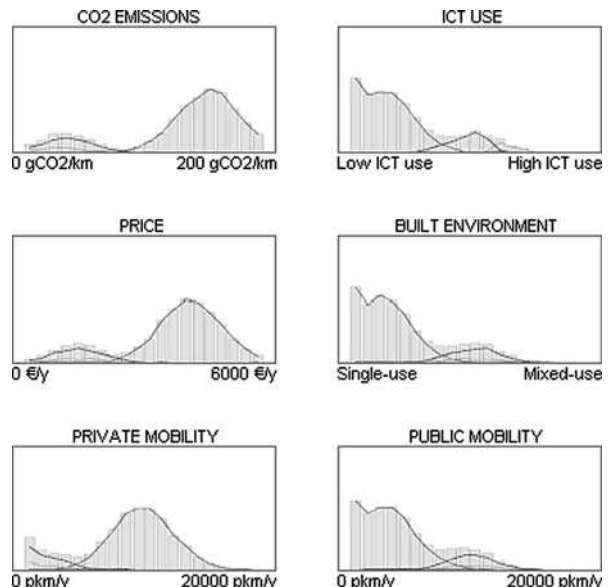 CO2 EMISSIONS
0 gCO2/km 200 gCO2/km
ICT USE
Low ICT use High ICT use
PRICE
0 €/y 6000 €/y
BUILT ENVIRONMENT
Single-use Mixed-use
PRIVATE MOBILITY
0 pkm/y 20000 pkm/y
PUBLIC MOBILITY
0 pkm/y 20000 pkm/y